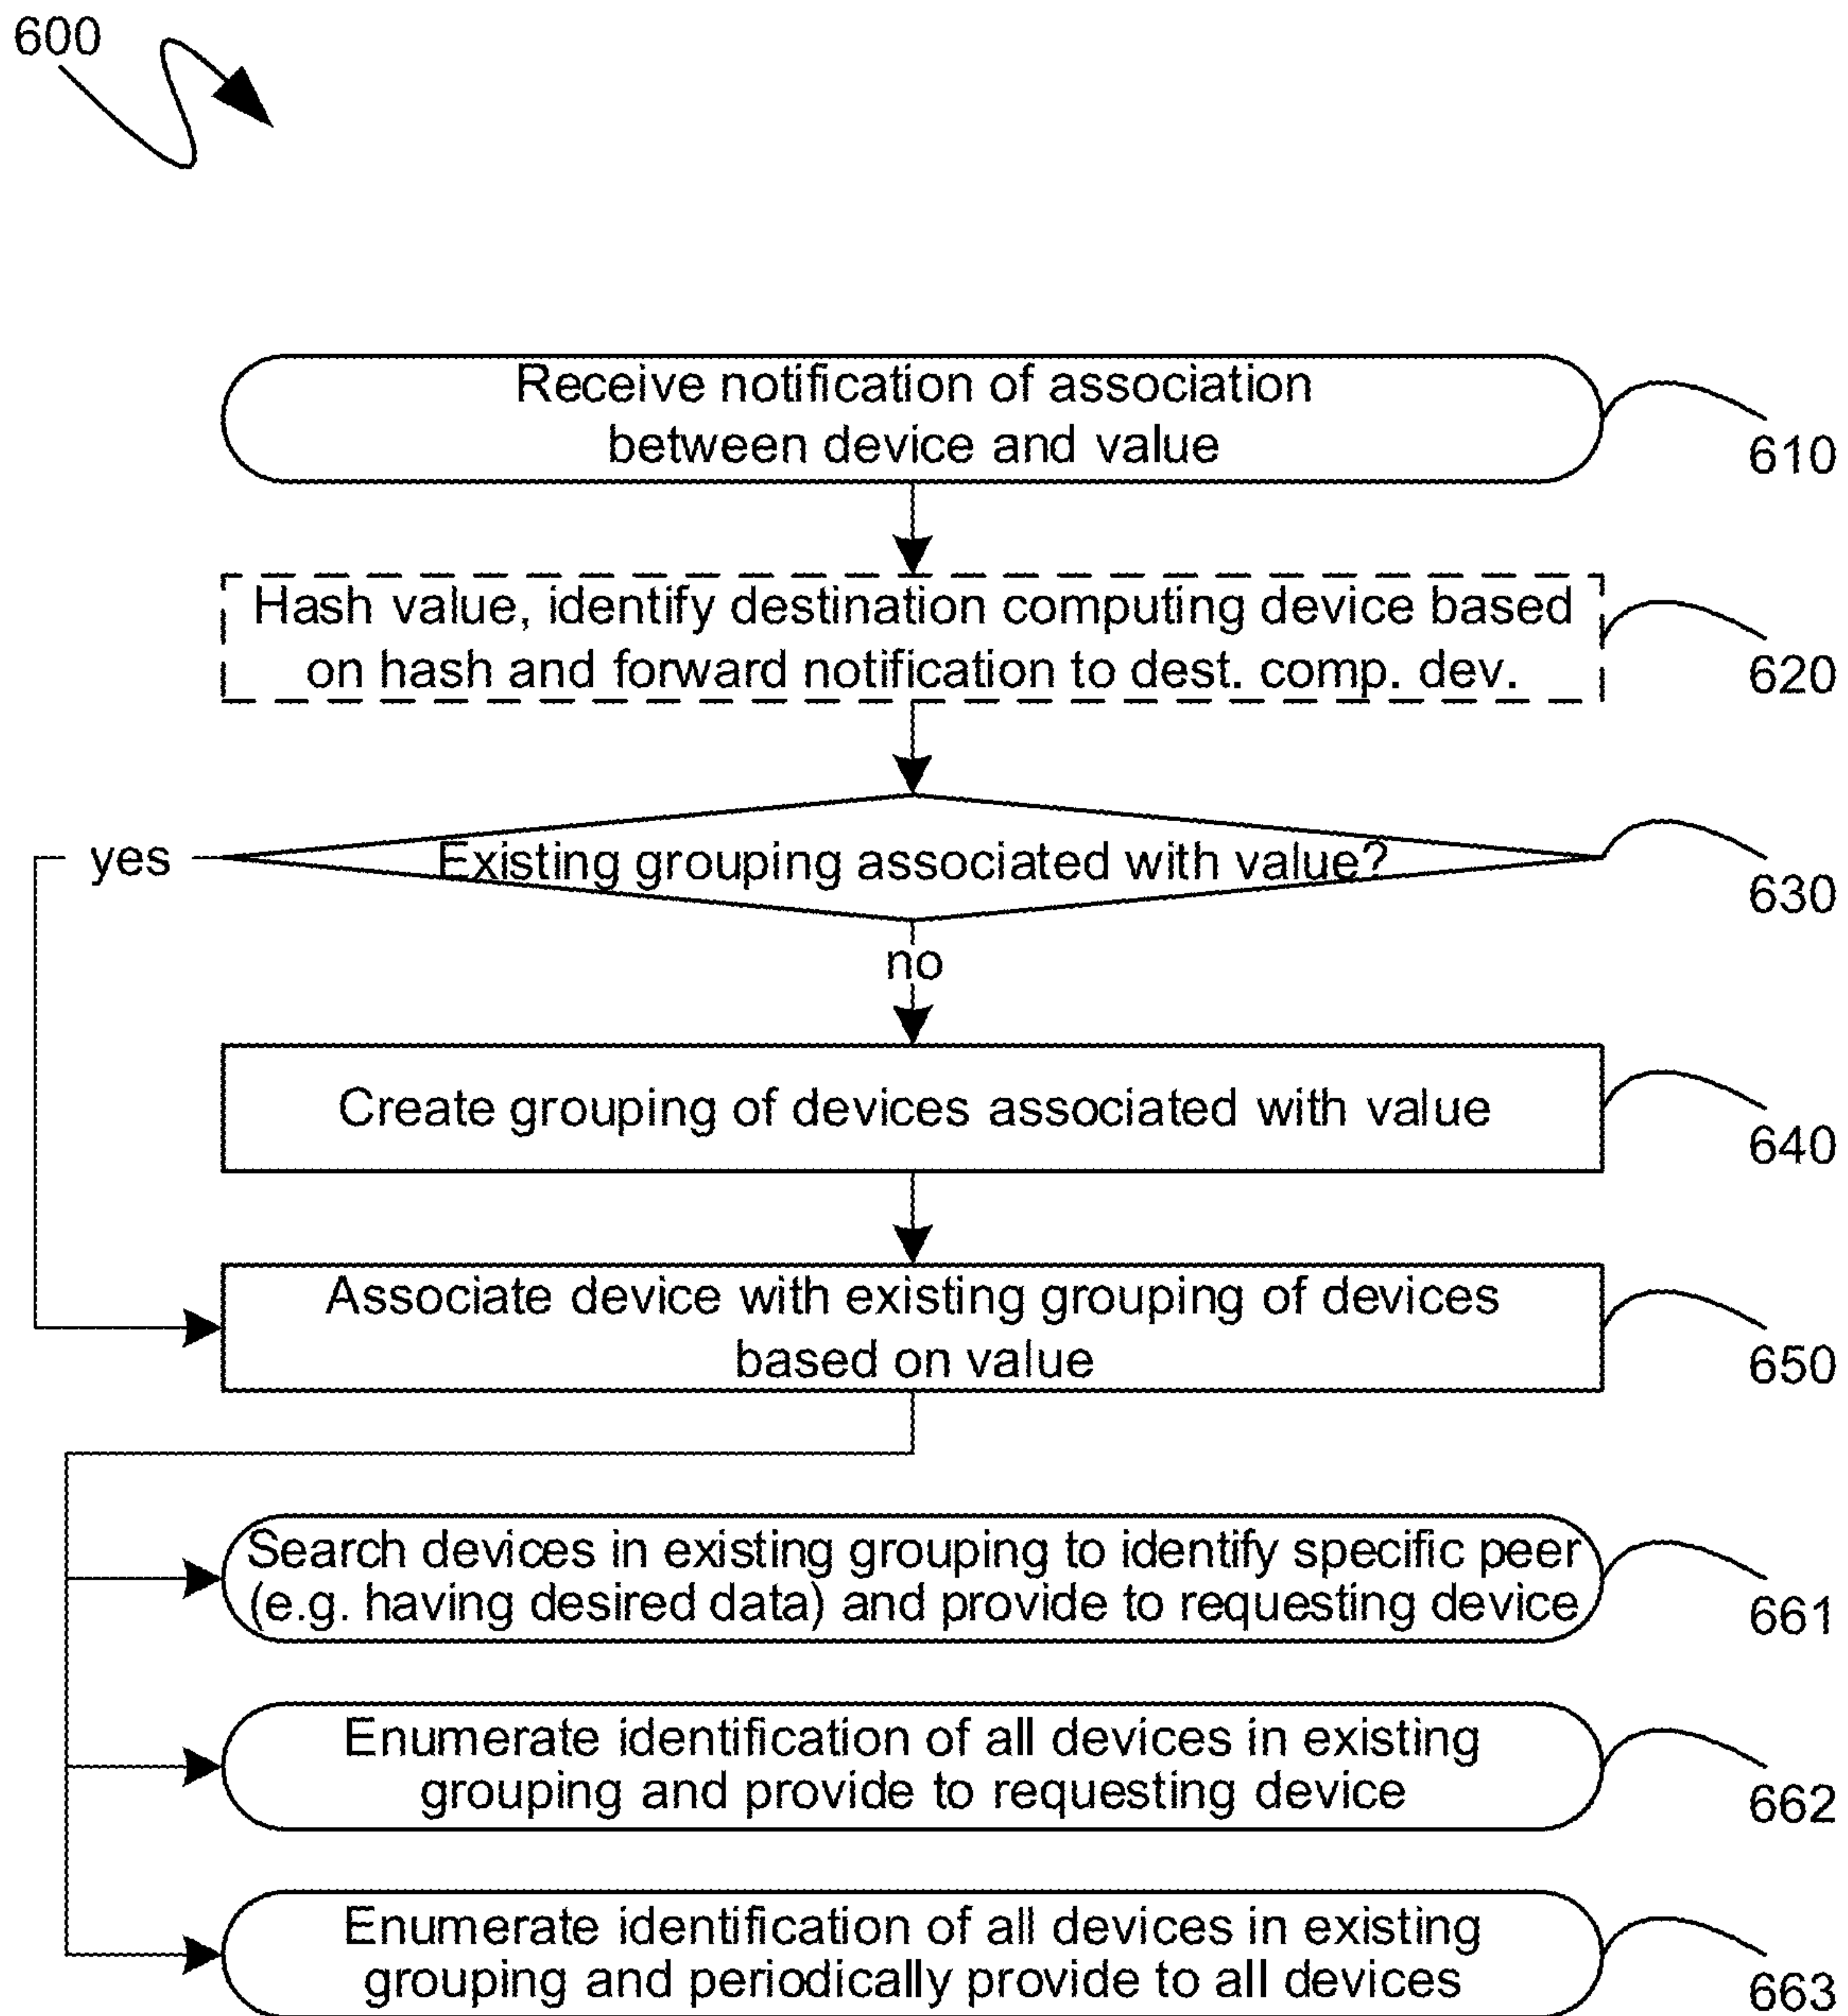 600
Receive notification of association
between device and value
610
Hash value, identify destination computing device based
on hash and forward notification to dest. comp. dev.
620
yes
Existing grouping associated with value?
630
no
Create grouping of devices associated with value
640
Associate device with existing grouping of devices
based on value
650
Search devices in existing grouping to identify specific peer
(e.g. having desired data) and provide to requesting device
661
Enumerate identification of all devices in existing
grouping and provide to requesting device
662
Enumerate identification of all devices in existing
grouping and periodically provide to all devices
663